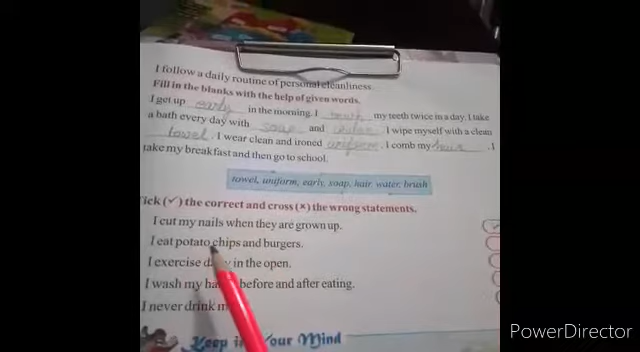 I follow a daily routine of personal cleanliness
Fill in the blanks with the help of given words.
I get up early in the morning. I brush my teeth twice in a day. I take
a bath every day with soap and water. I wipe myself with a clean
towel. I wear clean and ironed uniform. I comb my hair. I
take my breakfast and then go to school.
towel, uniform, early, soap, hair water, brush
Tick (✓) the correct and cross (×) the wrong statements.
I cut my nails when they are grown up.
I eat potato chips and burgers.
I exercise in the open.
I wash my before and after eating.
I never drink
Keep in Your Mind
PowerDirector